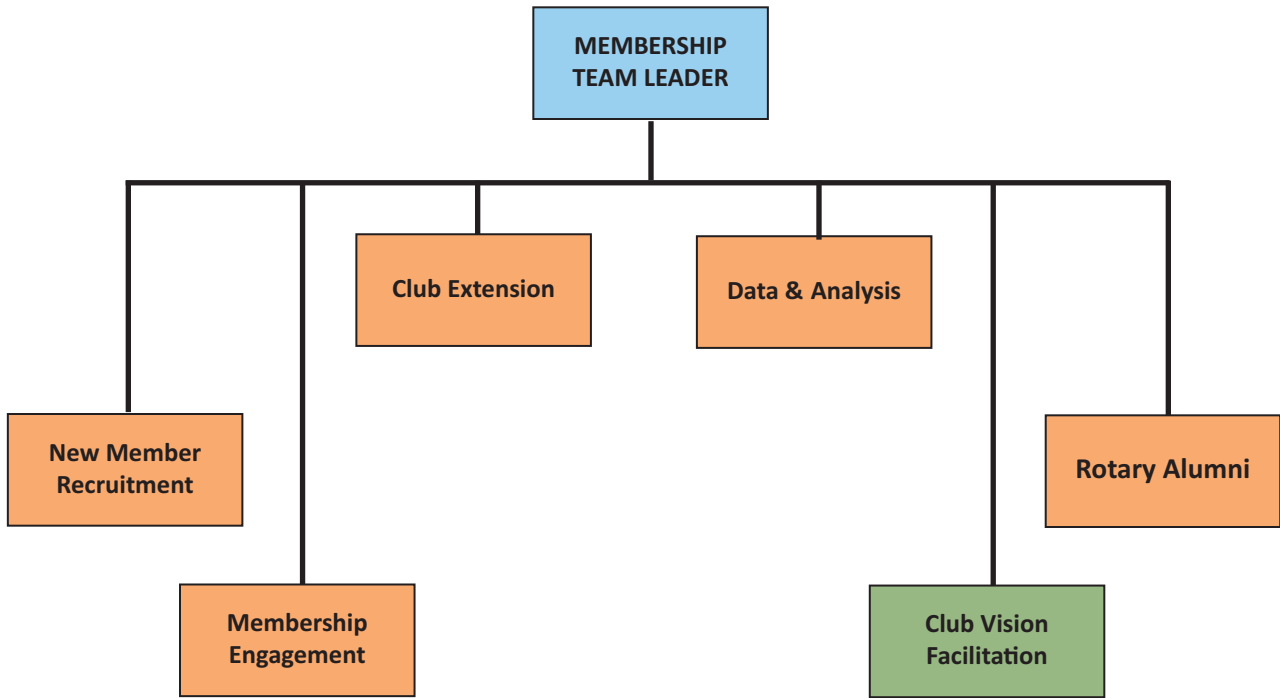 MEMBERSHIP
TEAM LEADER
Club Extension
Data & Analysis
New Member
Recruitment
Rotary Alumni
Membership
Engagement
Club Vision
Facilitation